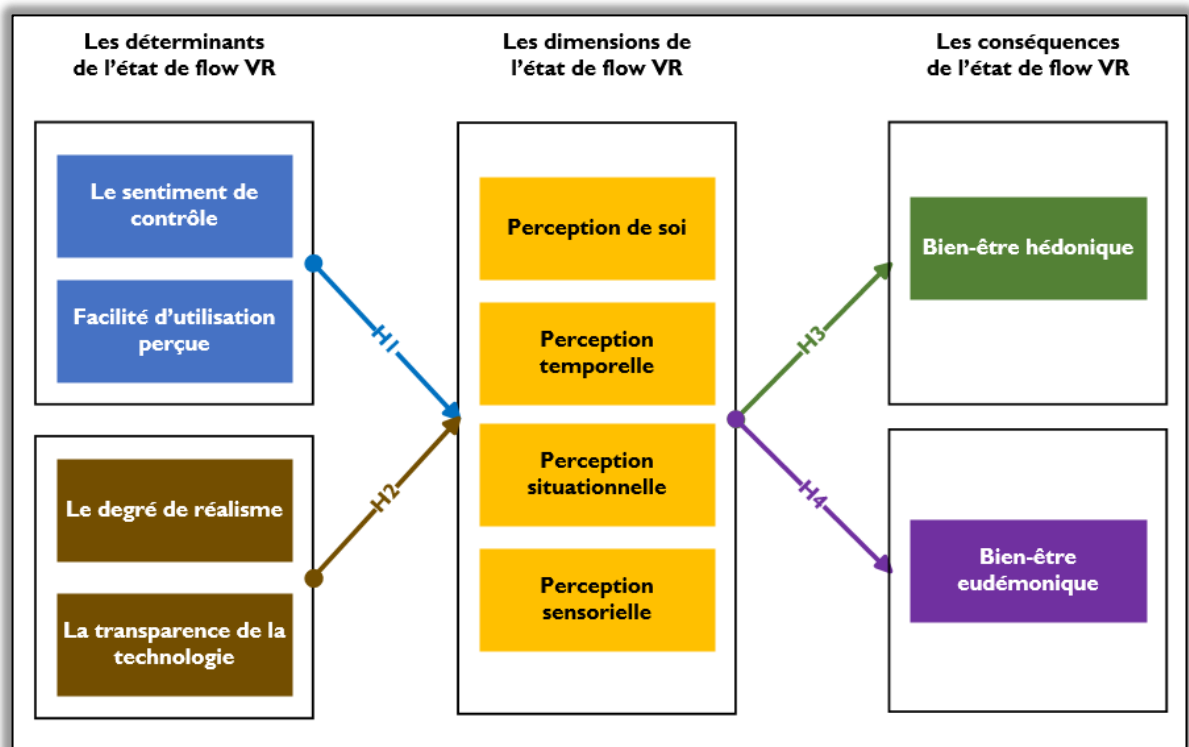 Les déterminants
de l’état de flow VR
Les dimensions de
l’état de flow VR
Les conséquences
de l’état de flow VR
Le sentiment de
contrôle
Facilité d’utilisation
perçue
Le degré de réalisme
La transparence de la
technologie
H1
H2
Perception de soi
Perception
temporelle
Perception
situationnelle
Perception
sensorielle
H3
H4
Bien-être hédonique
Bien-être
eudémonique